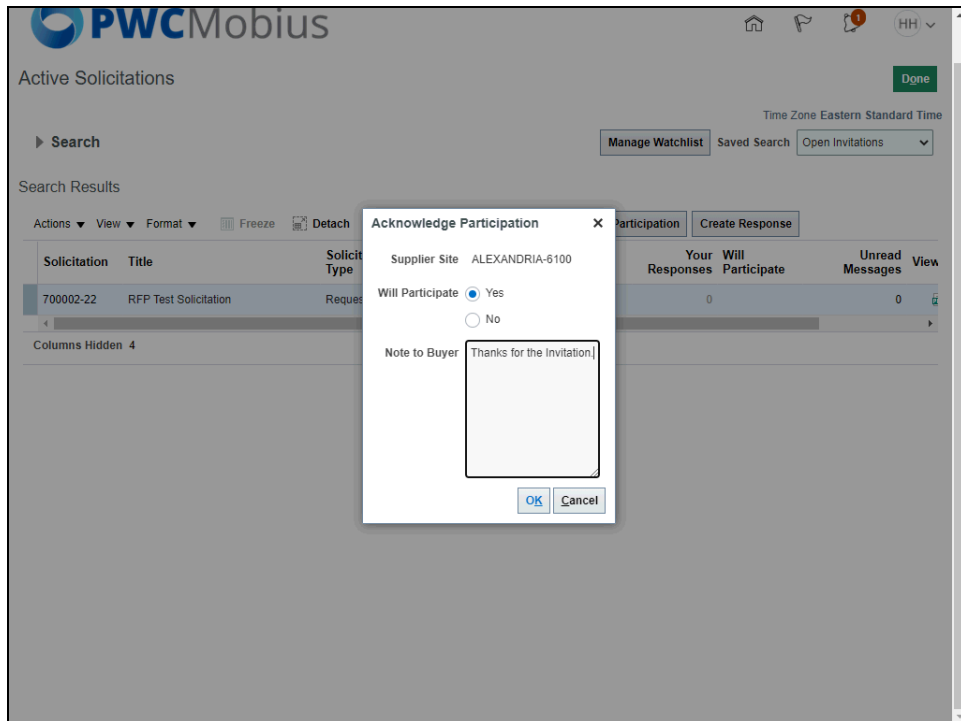 PWCMobius
1
HH
Active Solicitations
Done
Time Zone Eastern Standard Time
Search
Manage Watchlist Saved Search Open Invitations
Search Results
Actions View Format Freeze Detach Participation Create Response
Acknowledge Participation
Solicitation Title Solicit Type Your Responses Will Participate Unread Messages View
Supplier Site ALEXANDRIA-6100
700002-22 RFP Test Solicitation Reques 0 0
Will Participate Yes
No
Columns Hidden 4
Note to Buyer Thanks for the Invitation.
OK Cancel